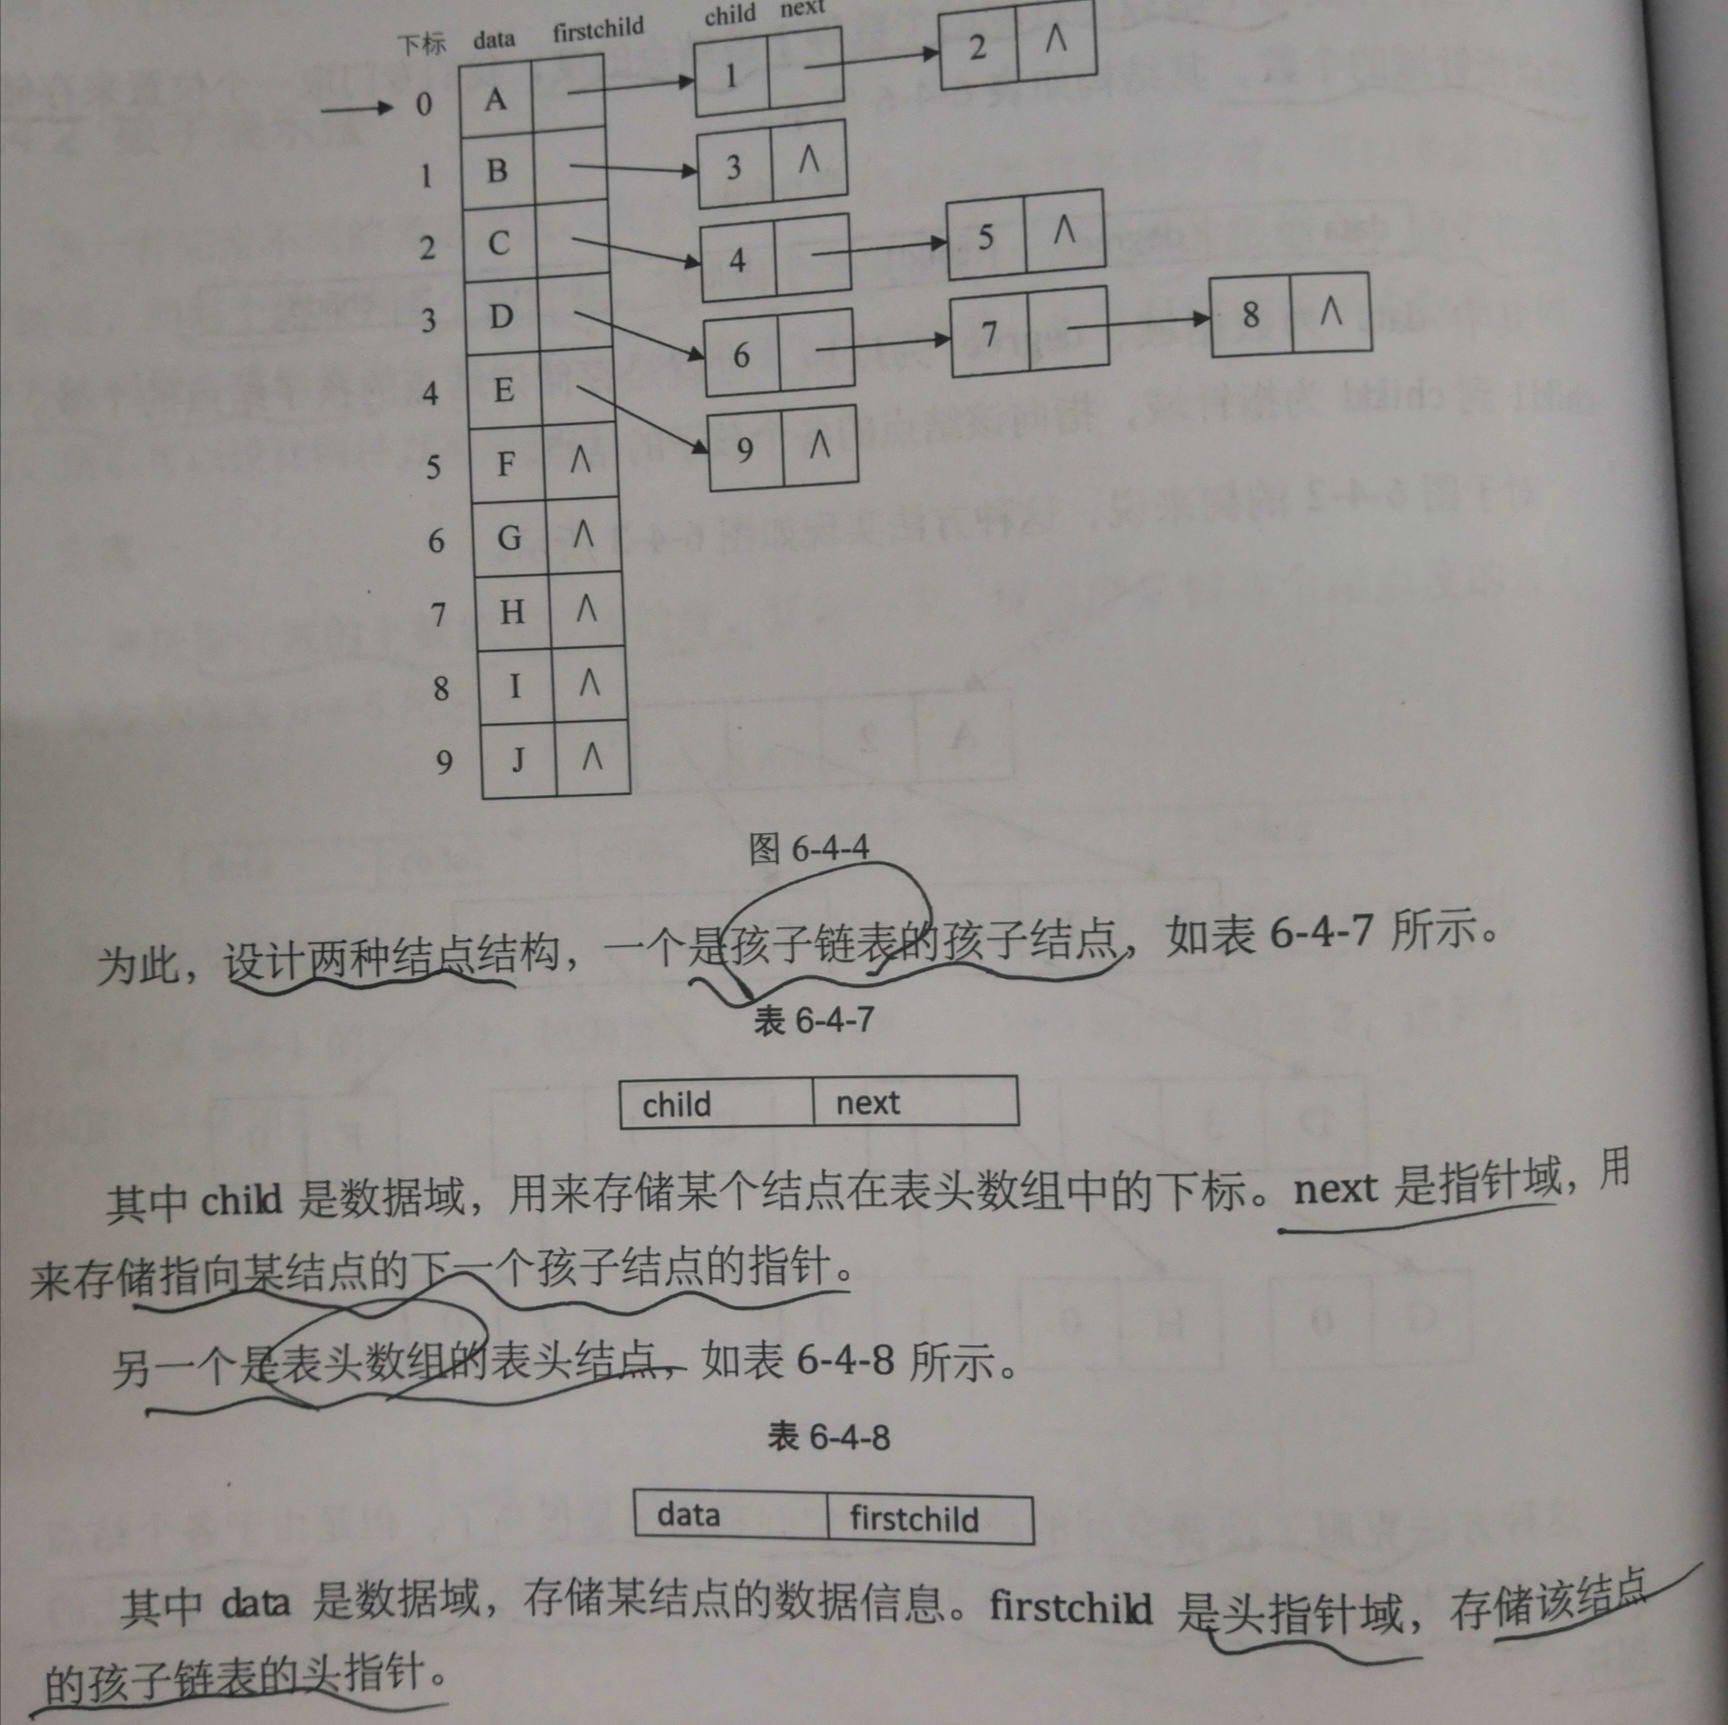 下标 data firstchild child next
0 A 1 2 ∧
1 B 3 ∧
2 C 4 5 ∧
3 D 6 7 8 ∧
4 E 9 ∧
5 F ∧
6 G ∧
7 H ∧
8 I ∧
9 J ∧
图 6-4-4
为此，设计两种结点结构，一个是孩子链表的孩子结点，如表 6-4-7 所示。
表 6-4-7
child next
其中 child 是数据域，用来存储某个结点在表头数组中的下标。next 是指针域，用
来存储指向某结点的下一个孩子结点的指针。
另一个是表头数组的表头结点，如表 6-4-8 所示。
表 6-4-8
data firstchild
其中 data 是数据域，存储某结点的数据信息。firstchild 是头指针域，存储该结点
的孩子链表的头指针。